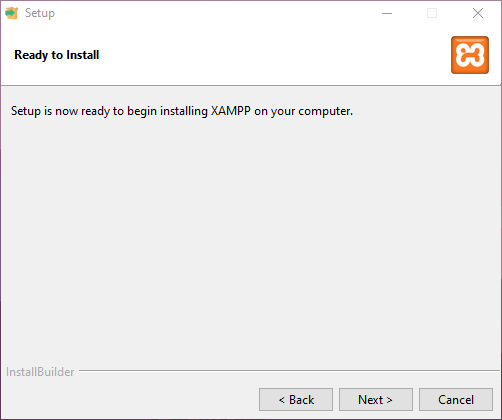 Setup
Ready to Install
Setup is now ready to begin installing XAMPP on your computer.
InstallBuilder
< Back
Next >
Cancel